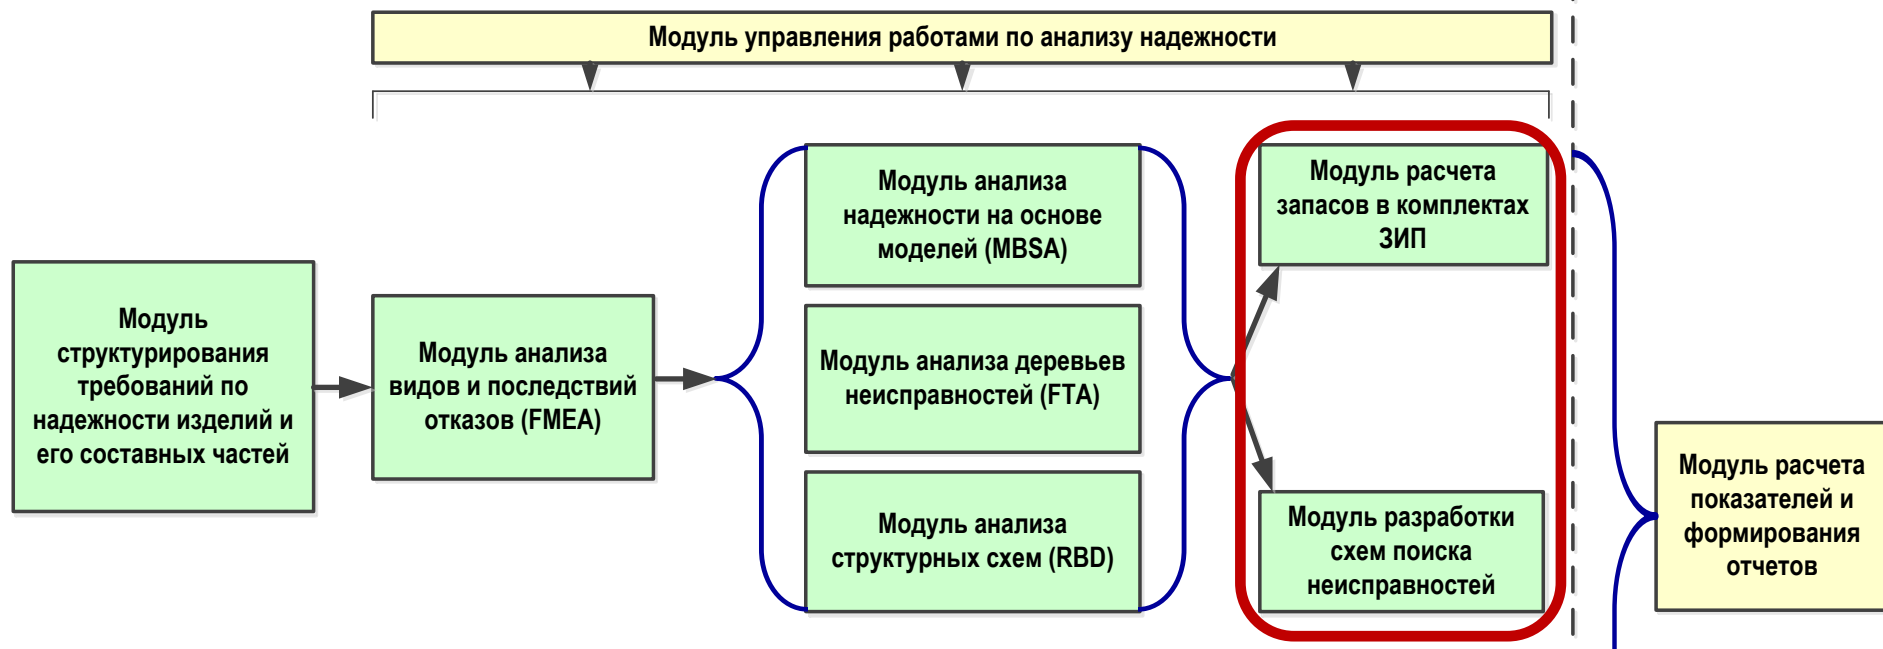 Модуль управления работами по анализу надежности
Модуль
структурирования
требований по
надежности изделий и
его составных частей
Модуль анализа
видов и последствий
отказов (FMEA)
Модуль анализа
надежности на основе
моделей (MBSA)
Модуль анализа деревьев
неисправностей (FTA)
Модуль анализа
структурных схем (RBD)
Модуль расчета
запасов в комплектах
ЗИП
Модуль разработки
схем поиска
неисправностей
Модуль расчета
показателей и
формирования
отчетов